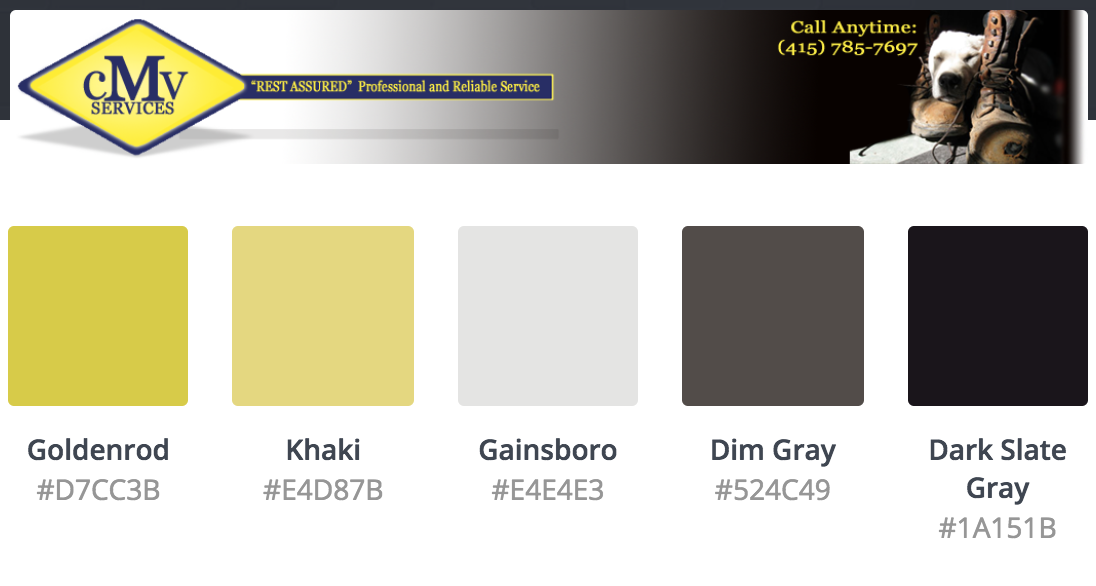 Call Anytime:
(415) 785-7697
cMv
SERVICES
"REST ASSURED" Professional and Reliable Service
Goldenrod
#D7CC3B
Khaki
#E4D87B
Gainsboro
#E4E4E3
Dim Gray
#524C49
Dark Slate
Gray
#1A151B